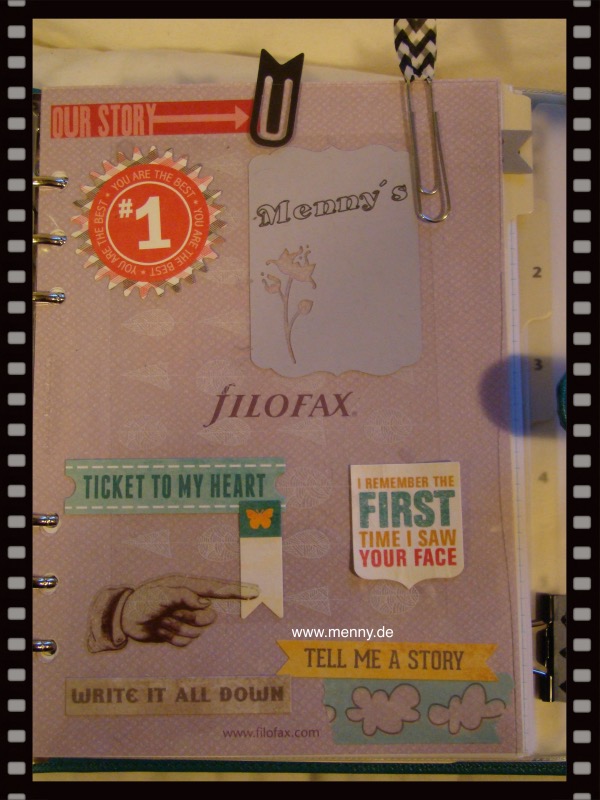 OUR STORY
YOU ARE THE BEST • YOU ARE THE BEST • YOU ARE THE BEST •
#1
Menny's
2
3
4
fILOFAX®
TICKET TO MY HEART
I REMEMBER THE
FIRST
TIME I SAW
YOUR FACE
www.menny.de
TELL ME A STORY
WRITE IT ALL DOWN
www.filofax.com